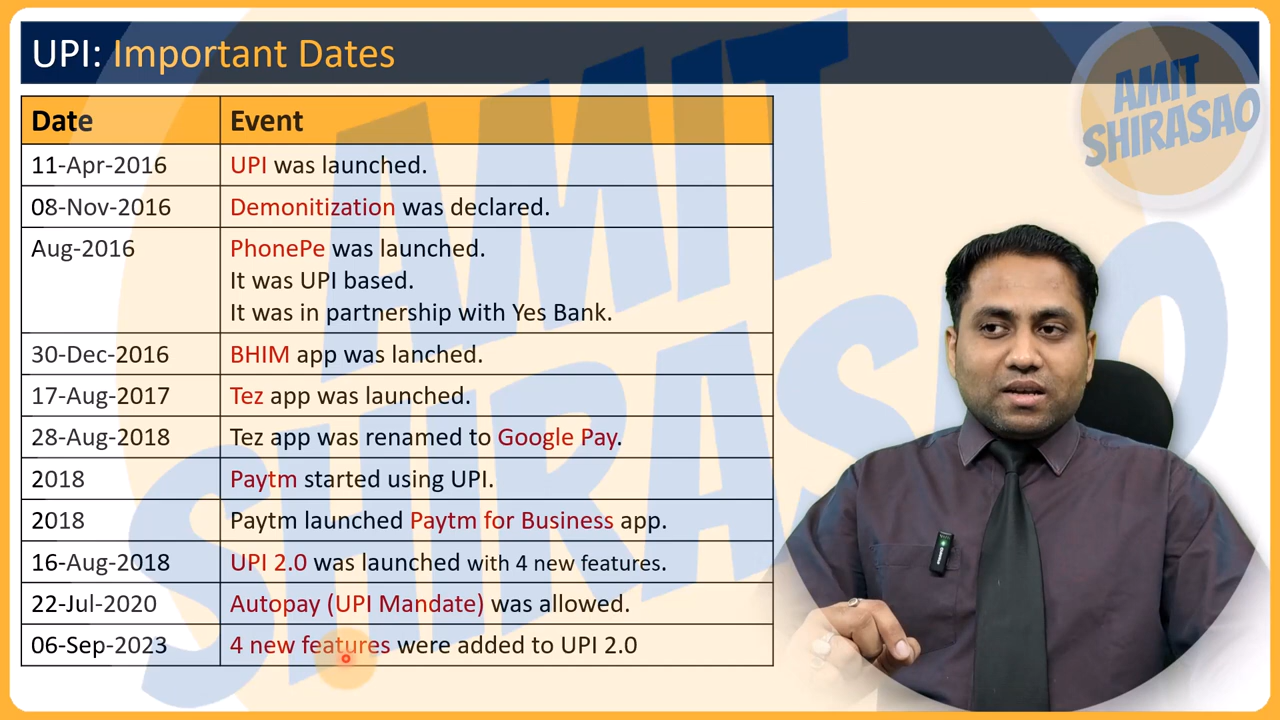 UPI: Important Dates
AMIT
SHIRASAO
Date Event
11-Apr-2016 UPI was launched.
08-Nov-2016 Demonitization was declared.
Aug-2016 PhonePe was launched.
It was UPI based.
It was in partnership with Yes Bank.
30-Dec-2016 BHIM app was lanched.
17-Aug-2017 Tez app was launched.
28-Aug-2018 Tez app was renamed to Google Pay.
2018 Paytm started using UPI.
2018 Paytm launched Paytm for Business app.
16-Aug-2018 UPI 2.0 was launched with 4 new features.
22-Jul-2020 Autopay (UPI Mandate) was allowed.
06-Sep-2023 4 new features were added to UPI 2.0
AMIT
SHIRASAO